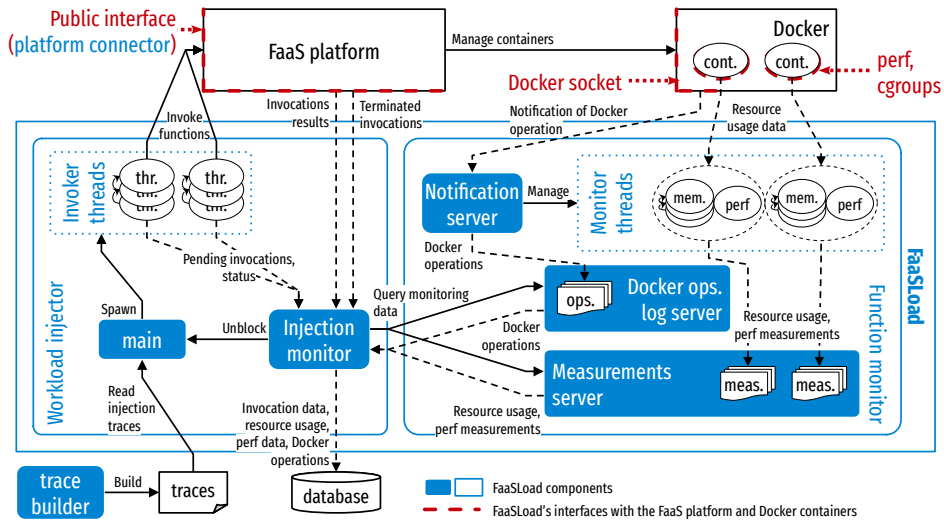 Public interface
(platform connector)
FaaS platform
Manage containers
Docker
cont.
cont.
Docker socket
perf,
cgroups
Invoke
functions
Invocations
results
Terminated
invocations
Notification of Docker
operation
Resource
usage data
Invoker
threads
thr.
thr.
thr.
thr.
Notification
server
Manage
Monitor
threads
mem.
perf
mem.
perf
Pending invocations,
status
Docker
operations
Query monitoring
data
ops.
Docker ops.
log server
Spawn
main
Unblock
Injection
monitor
Docker
operations
Resource usage,
perf measurements
Measurements
server
meas.
meas.
Read
injection
traces
Invocation data,
resource usage,
perf data, Docker
operations
Resource usage,
perf measurements
Workload injector
Function monitor
FaaSLoad
trace
builder
Build
traces
database
FaaSLoad components
FaaSLoad's interfaces with the FaaS platform and Docker containers